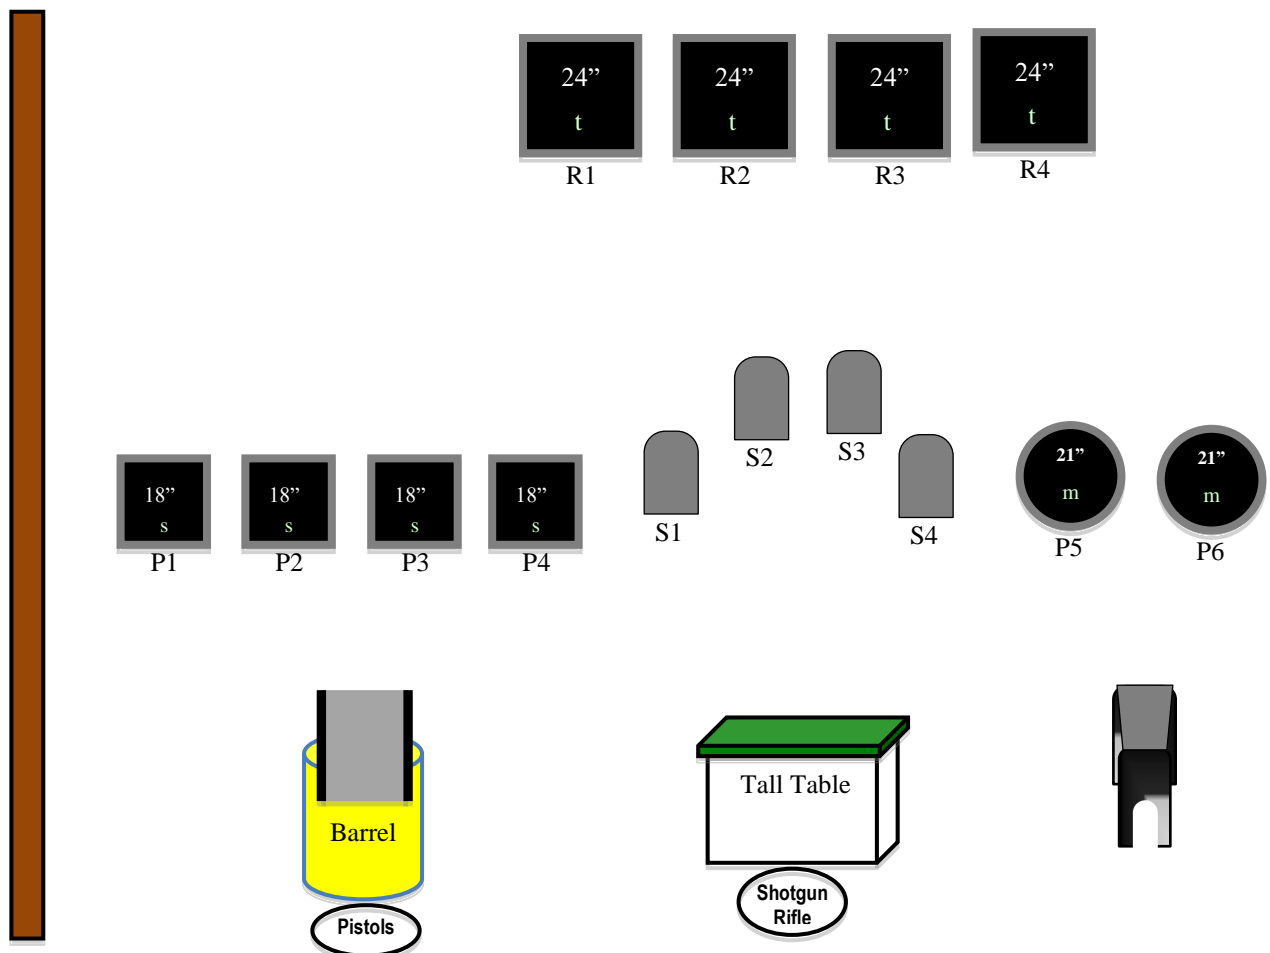 24” 24” 24” 24”
t t t t
R1 R2 R3 R4
S2 S3
18” 18” 18” 18”
s s s s
P1 P2 P3 P4
S1 S4
21” 21”
m m
P5 P6
Barrel
Pistols
Tall Table
Shotgun
Rifle